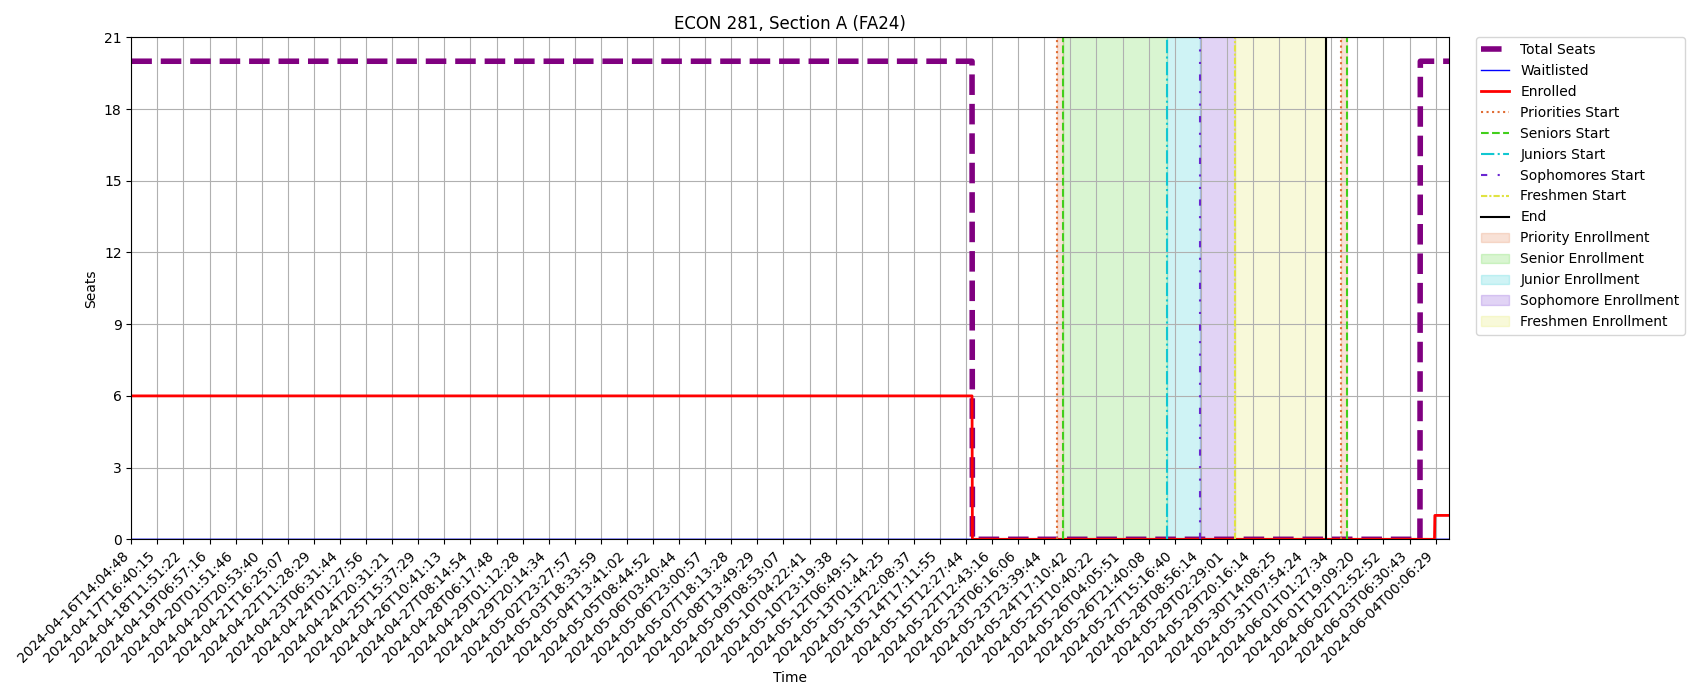 ECON 281, Section A (FA24)
Seats
21
18
15
12
9
6
3
0
2024-04-16T14:04:48
2024-04-17T16:40:15
2024-04-18T11:51:22
2024-04-19T06:57:16
2024-04-20T01:51:46
2024-04-20T20:53:40
2024-04-21T16:25:07
2024-04-22T11:28:29
2024-04-23T06:31:44
2024-04-24T01:27:56
2024-04-24T20:31:21
2024-04-25T15:37:29
2024-04-26T10:41:13
2024-04-27T08:14:54
2024-04-28T06:17:48
2024-04-29T01:12:28
2024-04-29T20:14:34
2024-05-02T23:27:57
2024-05-03T18:33:59
2024-05-04T13:41:02
2024-05-05T08:44:52
2024-05-06T03:40:44
2024-05-06T23:00:57
2024-05-07T18:13:28
2024-05-08T13:49:29
2024-05-09T08:53:07
2024-05-10T04:22:41
2024-05-10T23:19:38
2024-05-12T06:49:51
2024-05-13T01:44:25
2024-05-13T22:08:37
2024-05-14T17:11:55
2024-05-15T12:27:44
2024-05-22T12:43:16
2024-05-23T06:16:06
2024-05-23T23:39:44
2024-05-24T17:10:42
2024-05-25T10:40:22
2024-05-26T04:05:51
2024-05-26T21:40:08
2024-05-27T15:16:40
2024-05-28T08:56:14
2024-05-29T02:29:01
2024-05-29T20:16:14
2024-05-30T14:08:25
2024-05-31T07:54:24
2024-06-01T01:27:34
2024-06-01T19:09:20
2024-06-02T12:52:52
2024-06-03T06:30:43
2024-06-04T00:06:29
Time
Total Seats
Waitlisted
Enrolled
Priorities Start
Seniors Start
Juniors Start
Sophomores Start
Freshmen Start
End
Priority Enrollment
Senior Enrollment
Junior Enrollment
Sophomore Enrollment
Freshmen Enrollment